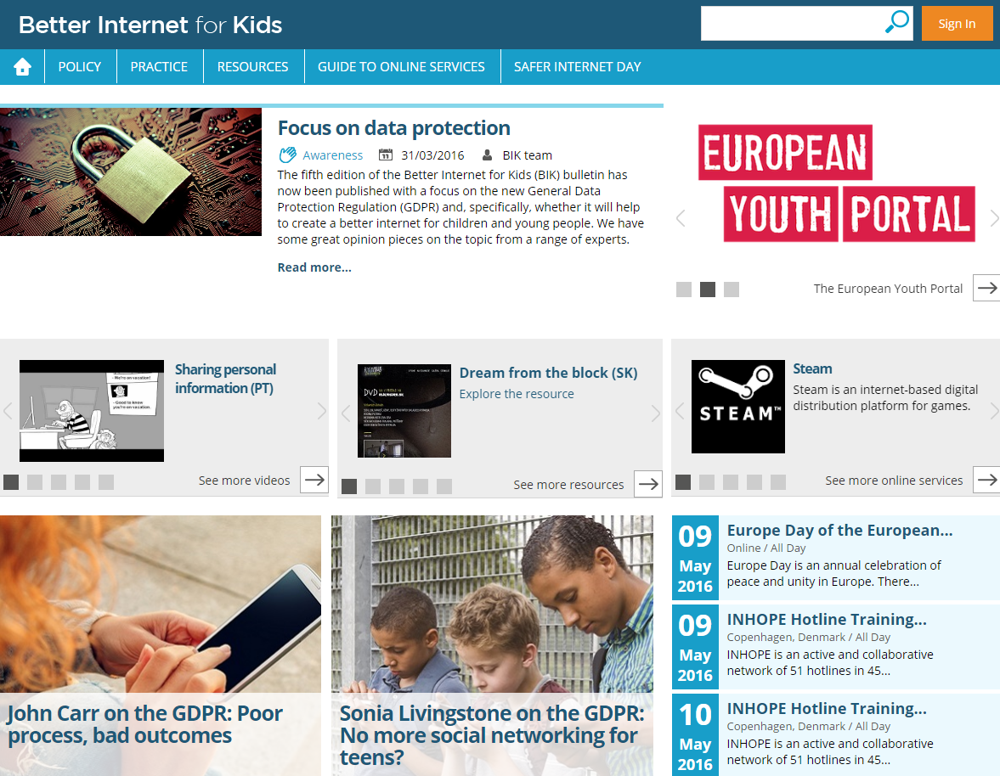 Better Internet for Kids
Sign In
POLICY
PRACTICE
RESOURCES
GUIDE TO ONLINE SERVICES
SAFER INTERNET DAY
Focus on data protection
Awareness
11
31/03/2016
BIK team
The fifth edition of the Better Internet for Kids (BIK) bulletin has
now been published with a focus on the new General Data
Protection Regulation (GDPR) and, specifically, whether it will help
to create a better internet for children and young people. We have
some great opinion pieces on the topic from a range of experts.
Read more...
EUROPEAN
YOUTH PORTAL
The European Youth Portal
- We're on vacation!
- Good to know
you're on vacation.
Sharing personal
information (PT)
See more videos
DVD
Dream from the block (SK)
Explore the resource
See more resources
STEAM™
Steam
Steam is an internet-based digital
distribution platform for games.
See more online services
John Carr on the GDPR: Poor
process, bad outcomes
Sonia Livingstone on the GDPR:
No more social networking for
teens?
09
May
2016
Europe Day of the European...
Online / All Day
Europe Day is an annual celebration of
peace and unity in Europe. There...
09
May
2016
INHOPE Hotline Training...
Copenhagen, Denmark / All Day
INHOPE is an active and collaborative
network of 51 hotlines in 45...
10
May
2016
INHOPE Hotline Training...
Copenhagen, Denmark / All Day
INHOPE is an active and collaborative
network of 51 hotlines in 45...